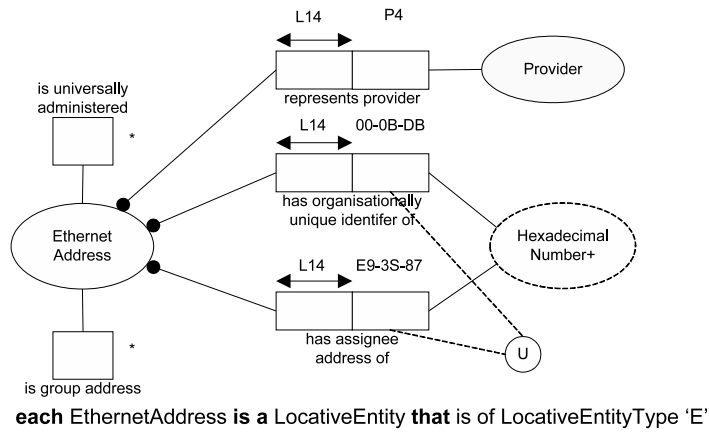 L14 P4
Provider
represents provider
is universally
administered
*
L14 00-0B-DB
has organisationally
unique identifer of
Ethernet
Address
Hexadecimal
Number+
L14 E9-3S-87
has assignee
address of
U
*
is group address
each EthernetAddress is a LocativeEntity that is of LocativeEntityType ‘E’